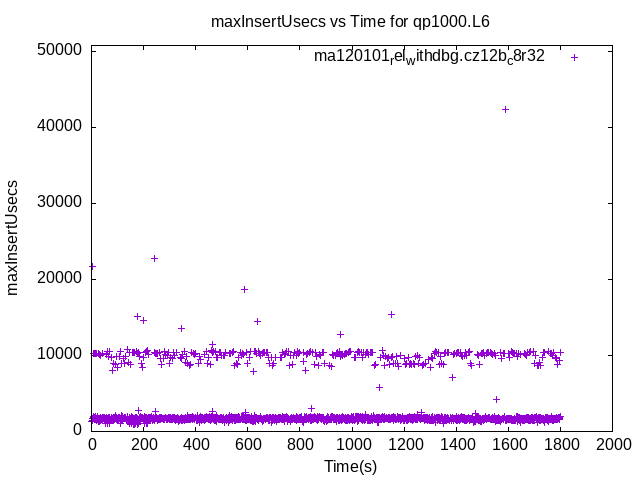 maxInsertUsecs vs Time for qp1000.L6
ma120101_rel_withdbg.cz12b_c8r32
50000
40000
30000
20000
10000
0
maxInsertUsecs
0 200 400 600 800 1000 1200 1400 1600 1800 2000
Time(s)